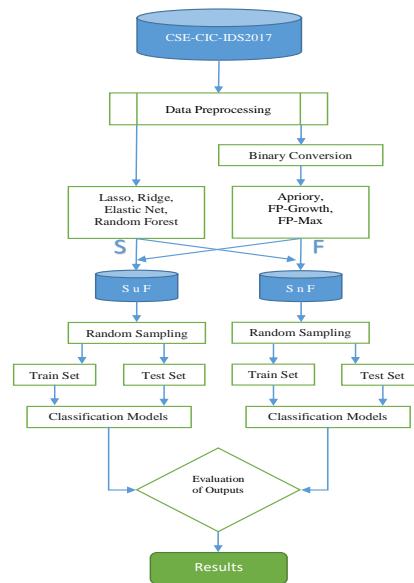 CSE-CIC-IDS2017
Data Preprocessing
Binary Conversion
Lasso, Ridge,
Elastic Net,
Random Forest
Apriory,
FP-Growth,
FP-Max
S
F
S u F
S n F
Random Sampling
Random Sampling
Train Set
Test Set
Train Set
Test Set
Classification Models
Classification Models
Evaluation
of Outputs
Results